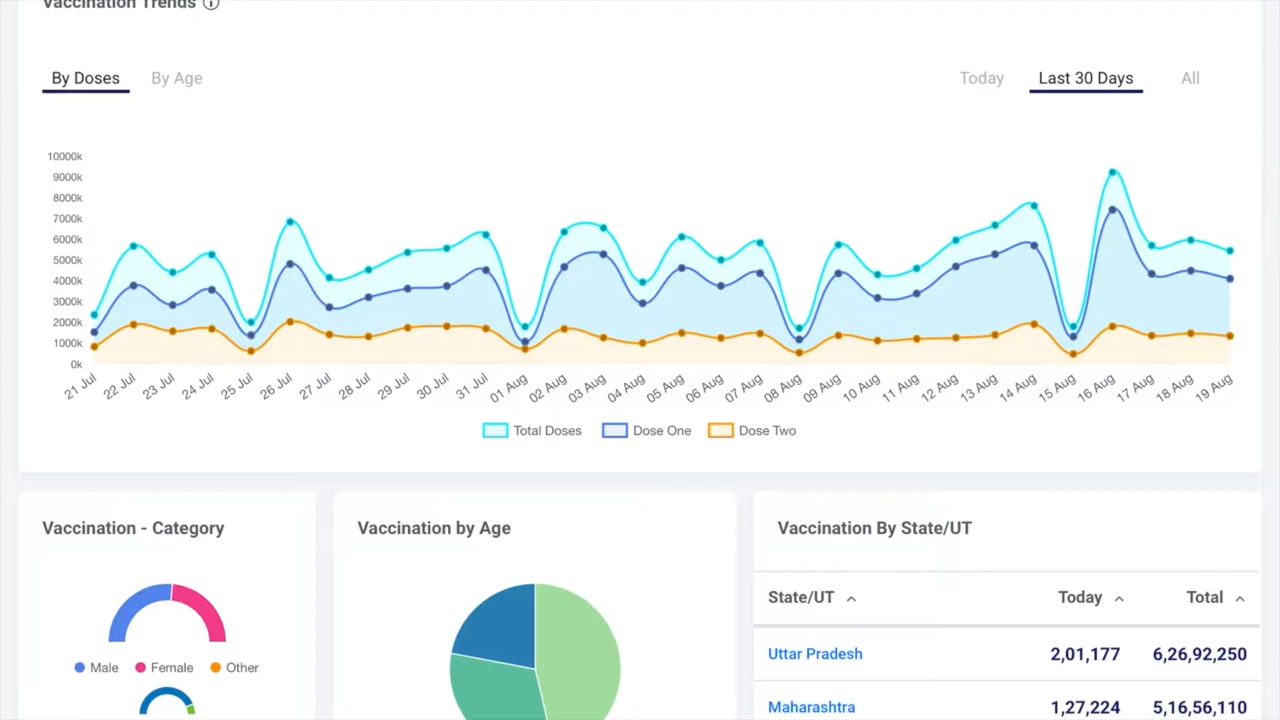 Vaccination Trends
By Doses By Age Today Last 30 Days All
10000k
9000k
8000k
7000k
6000k
5000k
4000k
3000k
2000k
1000k
0k
21 Jul 22 Jul 23 Jul 24 Jul 25 Jul 26 Jul 27 Jul 28 Jul 29 Jul 30 Jul 31 Jul 01 Aug 02 Aug 03 Aug 04 Aug 05 Aug 06 Aug 07 Aug 08 Aug 09 Aug 10 Aug 11 Aug 12 Aug 13 Aug 14 Aug 15 Aug 16 Aug 17 Aug 18 Aug 19 Aug
Total Doses Dose One Dose Two
Vaccination - Category
Male Female Other
Vaccination by Age
Vaccination By State/UT
State/UT Today Total
Uttar Pradesh 2,01,177 6,26,92,250
Maharashtra 1,27,224 5,16,56,110